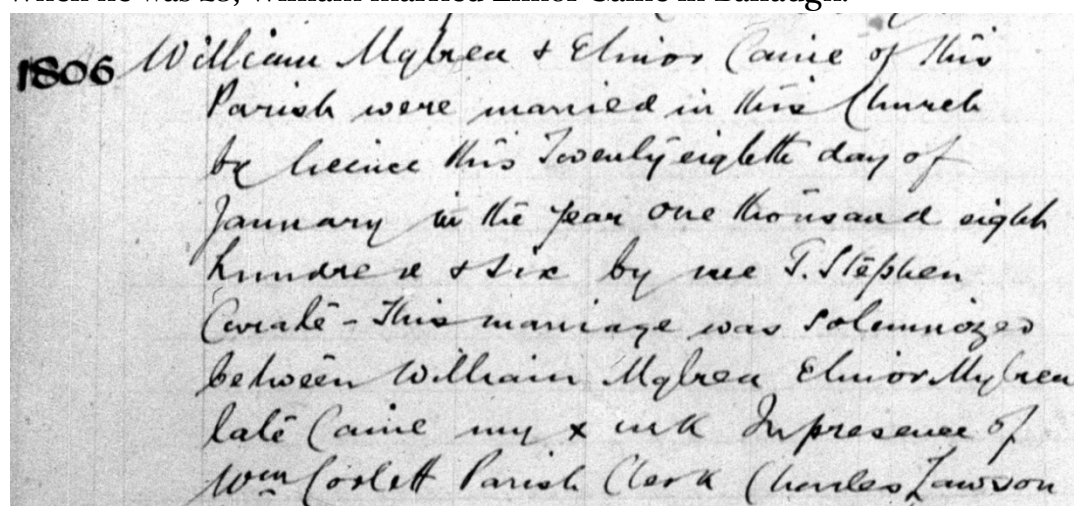 When he was 28, William married Elinor Caine in Ballaugh.
1806 William Mylrea & Elinor Caine of this
Parish were married in this Church
by licence this Twenty eighth day of
January in the year one thousand eight
hundred & six by me T. Stephen
Curate - This marriage was solemnized
between William Mylrea Elinor Mylrea
late Caine my x mrk In presence of
Wm Corlett Parish Clerk Charles Lawson